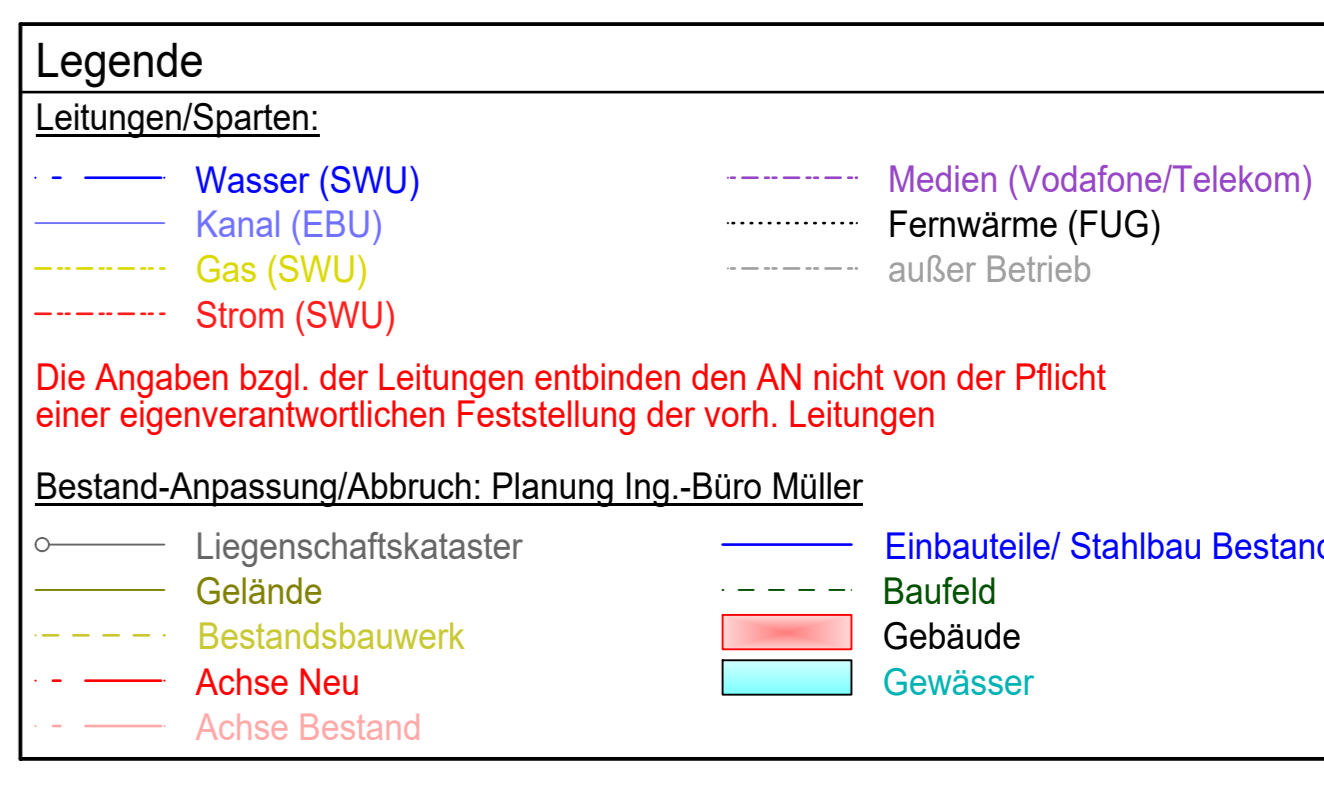 Legende
Leitungen/Sparten:
Wasser (SWU)
Kanal (EBU)
Gas (SWU)
Strom (SWU)
Medien (Vodafone/Telekom)
Fernwärme (FUG)
außer Betrieb
Die Angaben bzgl. der Leitungen entbinden den AN nicht von der Pflicht
einer eigenverantwortlichen Feststellung der vorh. Leitungen
Bestand-Anpassung/Abbruch: Planung Ing.-Büro Müller
Liegenschaftskataster
Gelände
Bestandsbauwerk
Achse Neu
Achse Bestand
Einbauteile/ Stahlbau Bestand
Baufeld
Gebäude
Gewässer